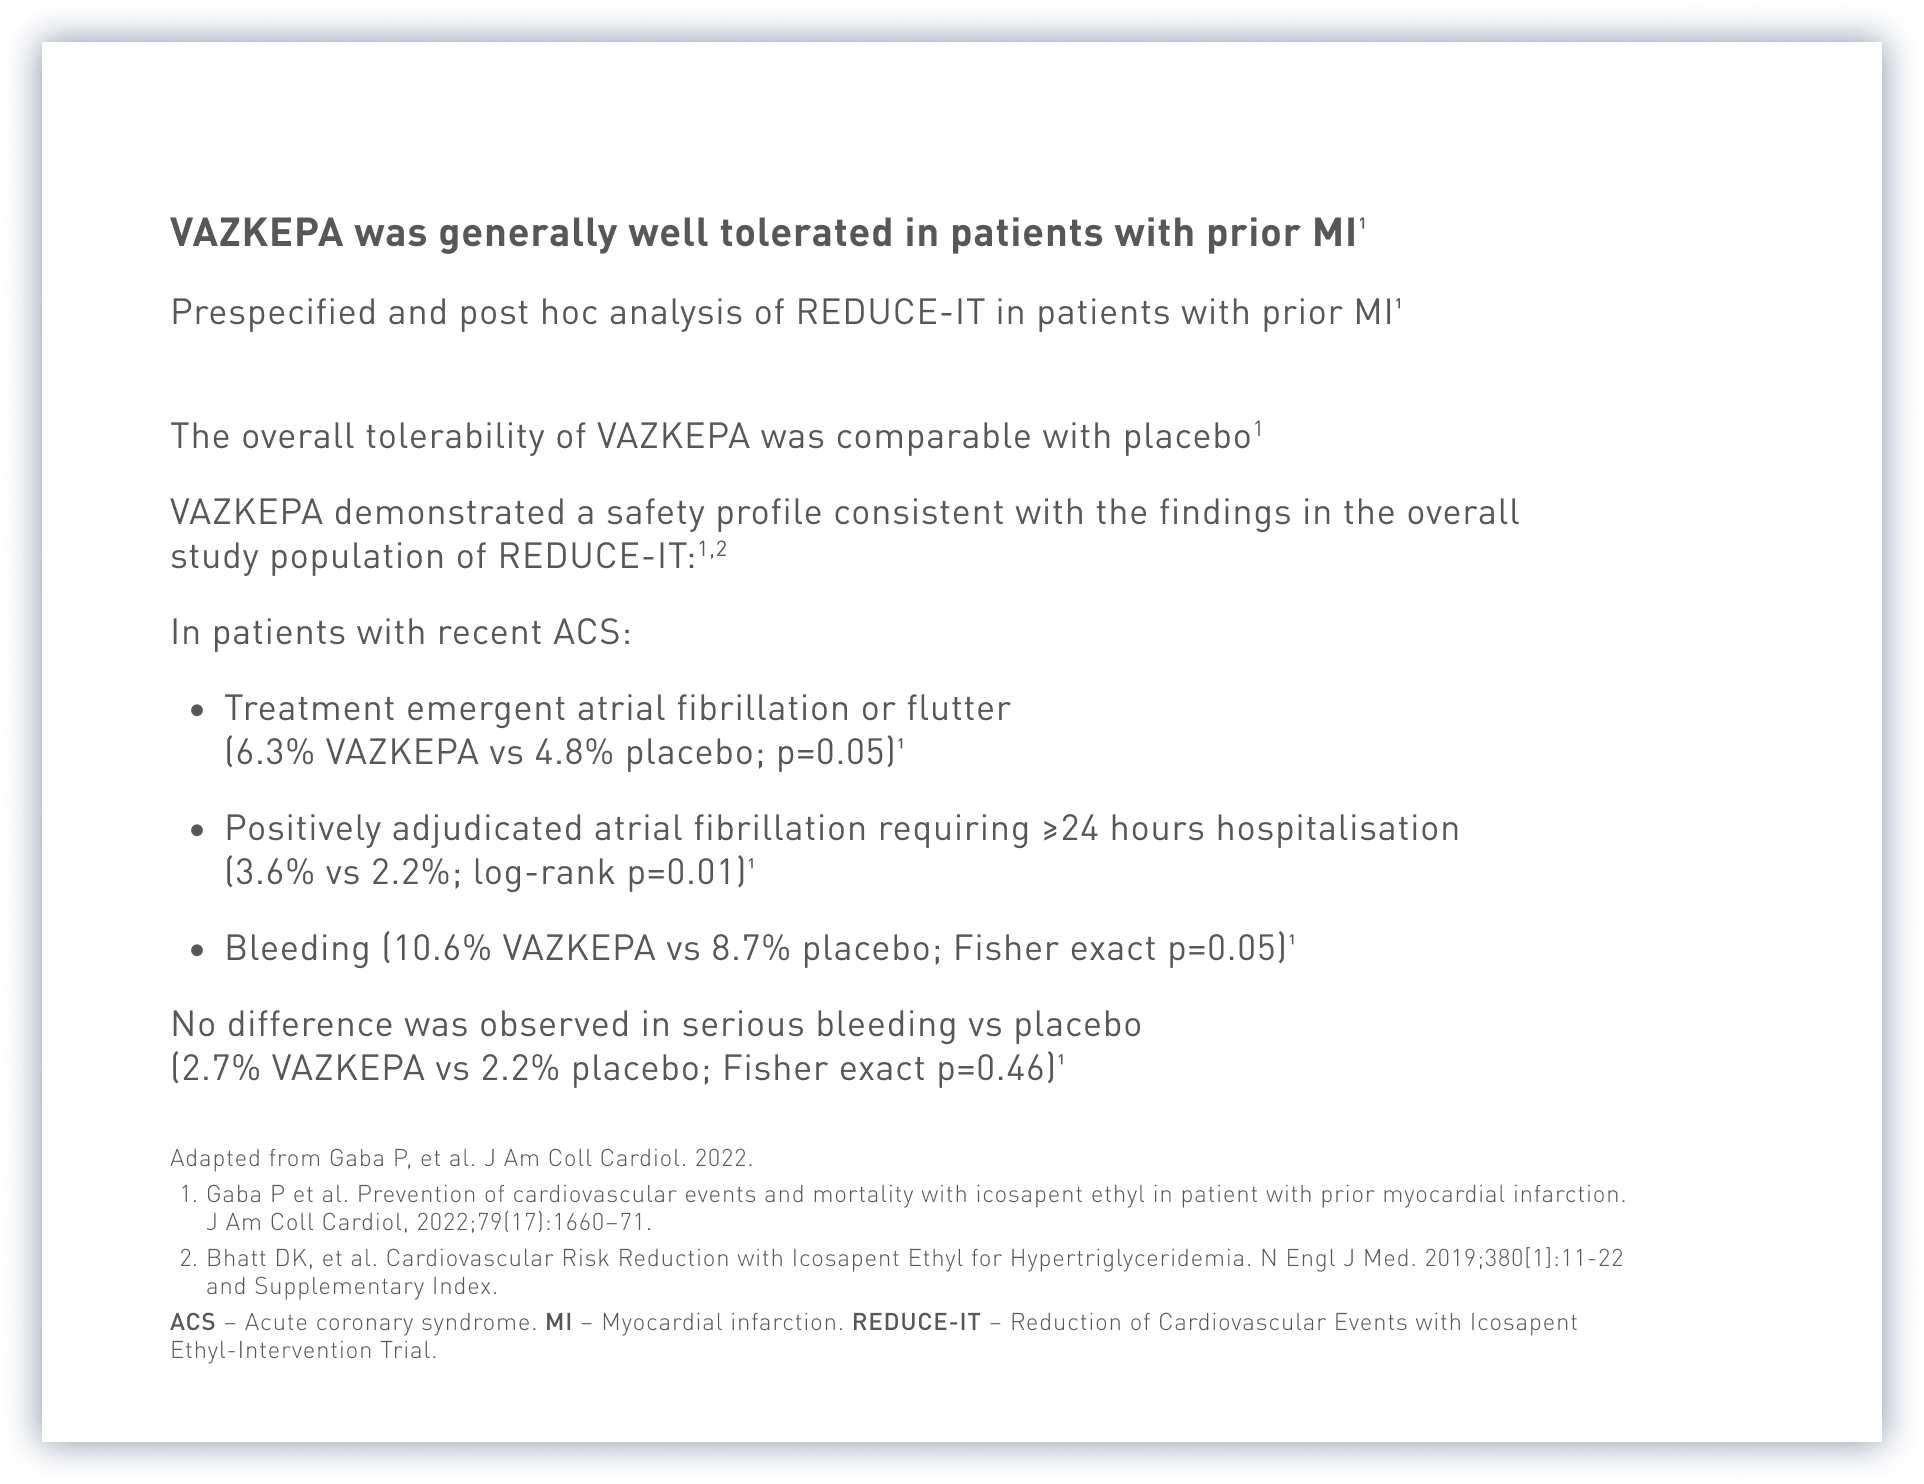 VAZKEPA was generally well tolerated in patients with prior MI¹
Prespecified and post hoc analysis of REDUCE-IT in patients with prior MI¹
The overall tolerability of VAZKEPA was comparable with placebo¹
VAZKEPA demonstrated a safety profile consistent with the findings in the overall
study population of REDUCE-IT:¹,²
In patients with recent ACS:
• Treatment emergent atrial fibrillation or flutter
(6.3% VAZKEPA vs 4.8% placebo; p=0.05)¹
• Positively adjudicated atrial fibrillation requiring ⩾24 hours hospitalisation
(3.6% vs 2.2%; log-rank p=0.01)¹
• Bleeding (10.6% VAZKEPA vs 8.7% placebo; Fisher exact p=0.05)¹
No difference was observed in serious bleeding vs placebo
(2.7% VAZKEPA vs 2.2% placebo; Fisher exact p=0.46)¹
Adapted from Gaba P, et al. J Am Coll Cardiol. 2022.
1. Gaba P et al. Prevention of cardiovascular events and mortality with icosapent ethyl in patient with prior myocardial infarction.
J Am Coll Cardiol, 2022;79(17):1660–71.
2. Bhatt DK, et al. Cardiovascular Risk Reduction with Icosapent Ethyl for Hypertriglyceridemia. N Engl J Med. 2019;380[1]:11-22
and Supplementary Index.
ACS – Acute coronary syndrome. MI – Myocardial infarction. REDUCE-IT – Reduction of Cardiovascular Events with Icosapent
Ethyl-Intervention Trial.